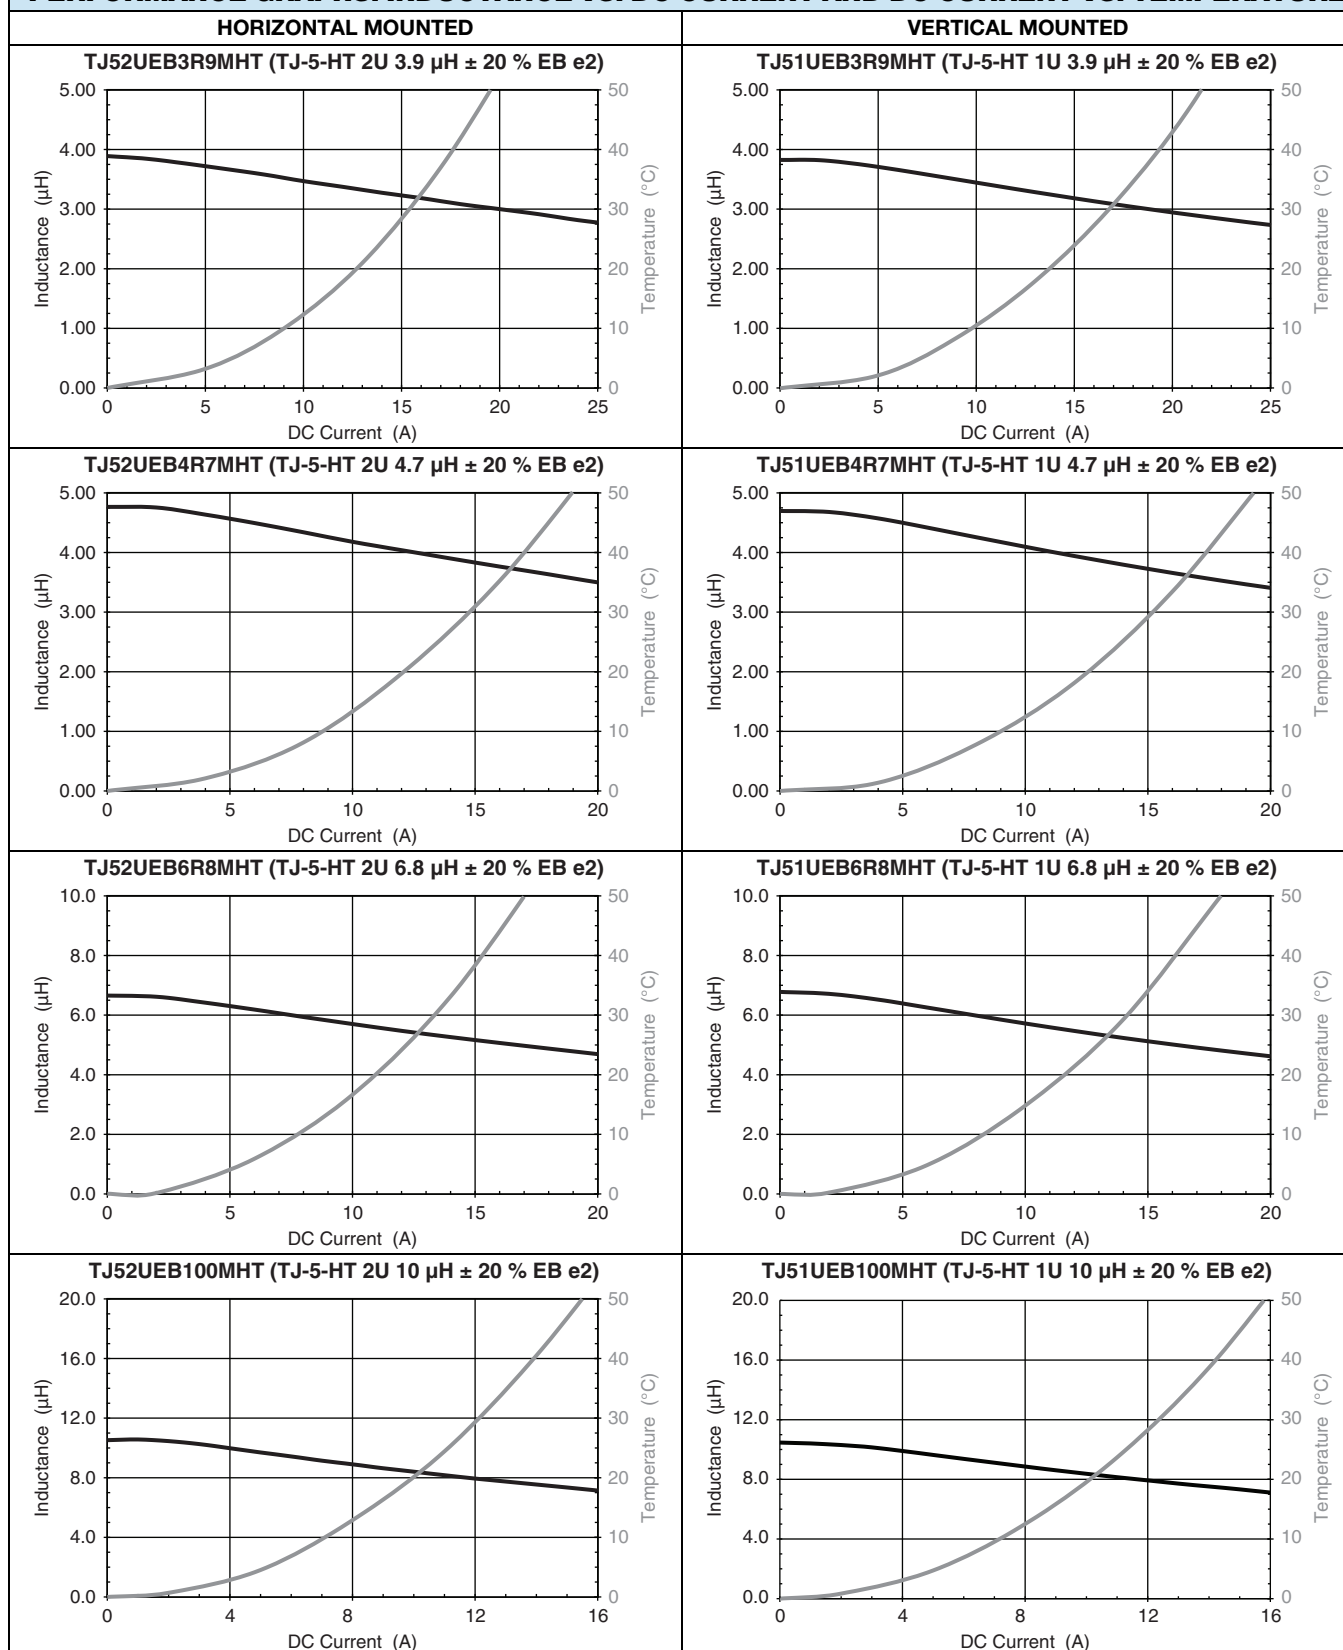 PERFORMANCE GRAPHS: INDUCTANCE VS. DC CURRENT AND DC CURRENT VS. TEMPERATURE
HORIZONTAL MOUNTED
VERTICAL MOUNTED
TJ52UEB3R9MHT (TJ-5-HT 2U 3.9 µH ± 20 % EB e2)
5.00
4.00
3.00
2.00
1.00
0.00
Inductance (µH)
50
40
30
20
10
0
Temperature (°C)
0 5 10 15 20 25
DC Current (A)
TJ51UEB3R9MHT (TJ-5-HT 1U 3.9 µH ± 20 % EB e2)
5.00
4.00
3.00
2.00
1.00
0.00
Inductance (µH)
50
40
30
20
10
0
Temperature (°C)
0 5 10 15 20 25
DC Current (A)
TJ52UEB4R7MHT (TJ-5-HT 2U 4.7 µH ± 20 % EB e2)
5.00
4.00
3.00
2.00
1.00
0.00
Inductance (µH)
50
40
30
20
10
0
Temperature (°C)
0 5 10 15 20
DC Current (A)
TJ51UEB4R7MHT (TJ-5-HT 1U 4.7 µH ± 20 % EB e2)
5.00
4.00
3.00
2.00
1.00
0.00
Inductance (µH)
50
40
30
20
10
0
Temperature (°C)
0 5 10 15 20
DC Current (A)
TJ52UEB6R8MHT (TJ-5-HT 2U 6.8 µH ± 20 % EB e2)
10.0
8.0
6.0
4.0
2.0
0.0
Inductance (µH)
50
40
30
20
10
0
Temperature (°C)
0 5 10 15 20
DC Current (A)
TJ51UEB6R8MHT (TJ-5-HT 1U 6.8 µH ± 20 % EB e2)
10.0
8.0
6.0
4.0
2.0
0.0
Inductance (µH)
50
40
30
20
10
0
Temperature (°C)
0 5 10 15 20
DC Current (A)
TJ52UEB100MHT (TJ-5-HT 2U 10 µH ± 20 % EB e2)
20.0
16.0
12.0
8.0
4.0
0.0
Inductance (µH)
50
40
30
20
10
0
Temperature (°C)
0 4 8 12 16
DC Current (A)
TJ51UEB100MHT (TJ-5-HT 1U 10 µH ± 20 % EB e2)
20.0
16.0
12.0
8.0
4.0
0.0
Inductance (µH)
50
40
30
20
10
0
Temperature (°C)
0 4 8 12 16
DC Current (A)